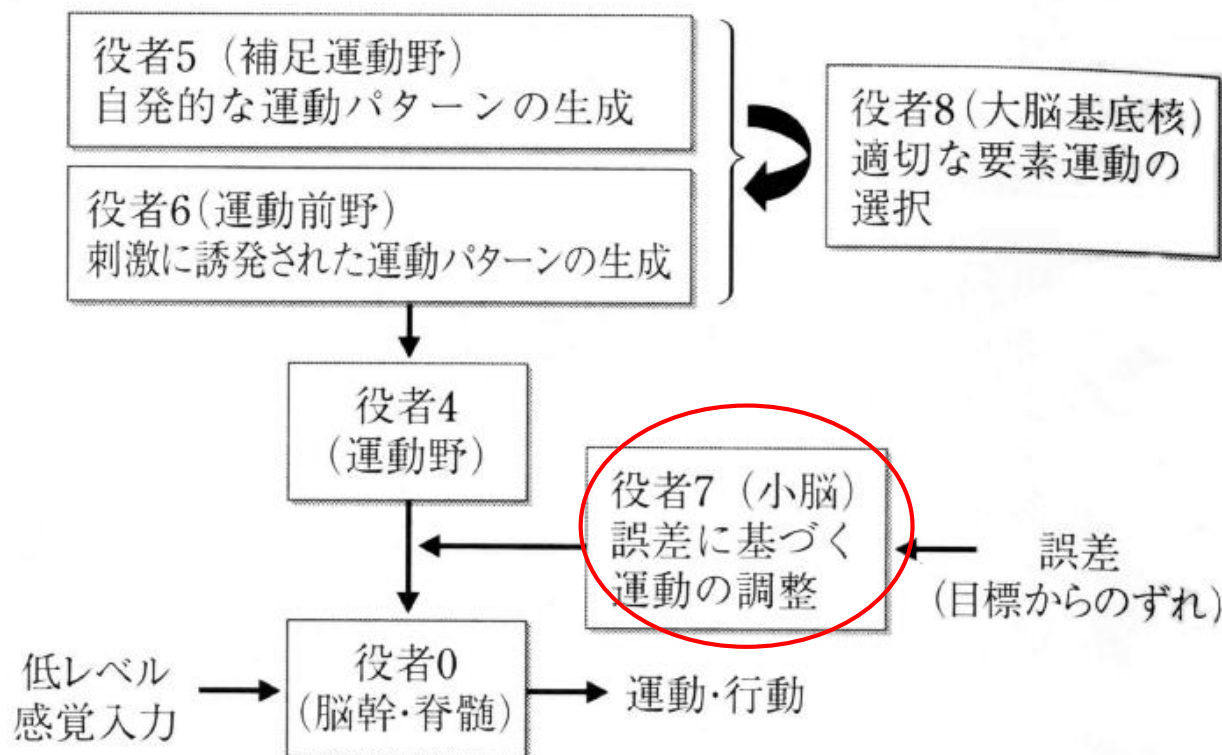 役者5（補足運動野）
自発的な運動パターンの生成
役者8（大脳基底核）
適切な要素運動の
選択
役者6（運動前野）
刺激に誘発された運動パターンの生成
役者4
（運動野）
役者7（小脳）
誤差に基づく
運動の調整
誤差
(目標からのずれ)
低レベル
感覚入力
役者0
(脳幹・脊髄)
運動・行動